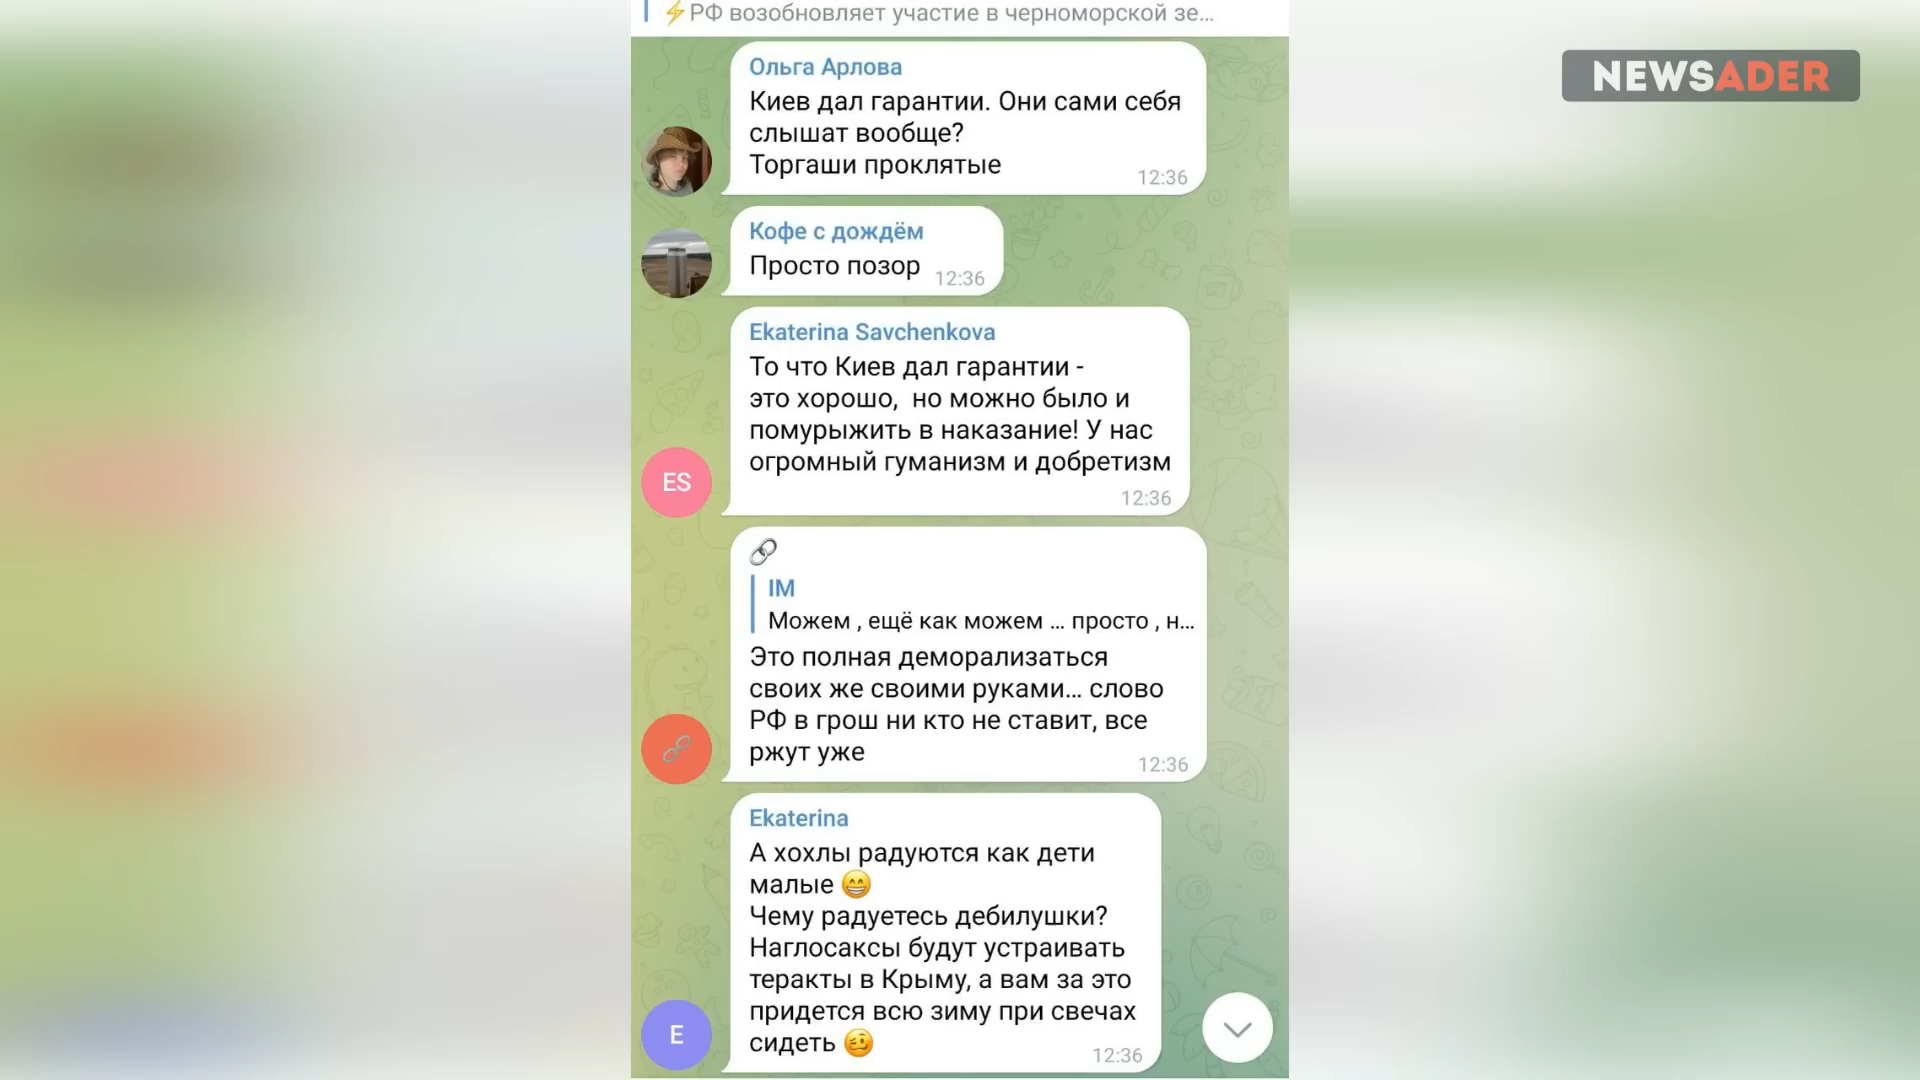 ⚡РФ возобновляет участие в черноморской зе...
NEWSADER
Ольга Арлова
Киев дал гарантии. Они сами себя
слышат вообще?
Торгаши проклятые
12:36
Кофе с дождём
Просто позор
12:36
Ekaterina Savchenkova
То что Киев дал гарантии -
это хорошо, но можно было и
помурыжить в наказание! У нас
огромный гуманизм и добретизм
ES
12:36
IM
Можем , ещё как можем ... просто , н...
Это полная деморализаться
своих же своими руками... слово
РФ в грош ни кто не ставит, все
ржут уже
12:36
Ekaterina
А хохлы радуются как дети
малые 😁
Чему радуетесь дебилушки?
Наглосаксы будут устраивать
теракты в Крыму, а вам за это
придется всю зиму при свечах
сидеть 🥴
E
12:36